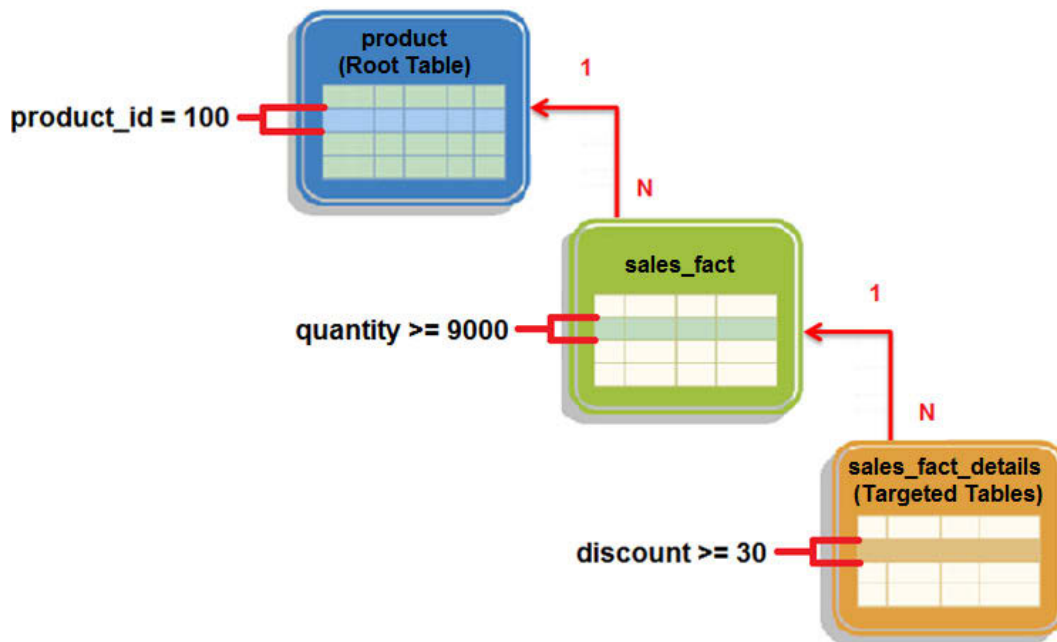 product
(Root Table)
1
product_id = 100
N
sales_fact
1
quantity >= 9000
N
sales_fact_details
(Targeted Tables)
discount >= 30